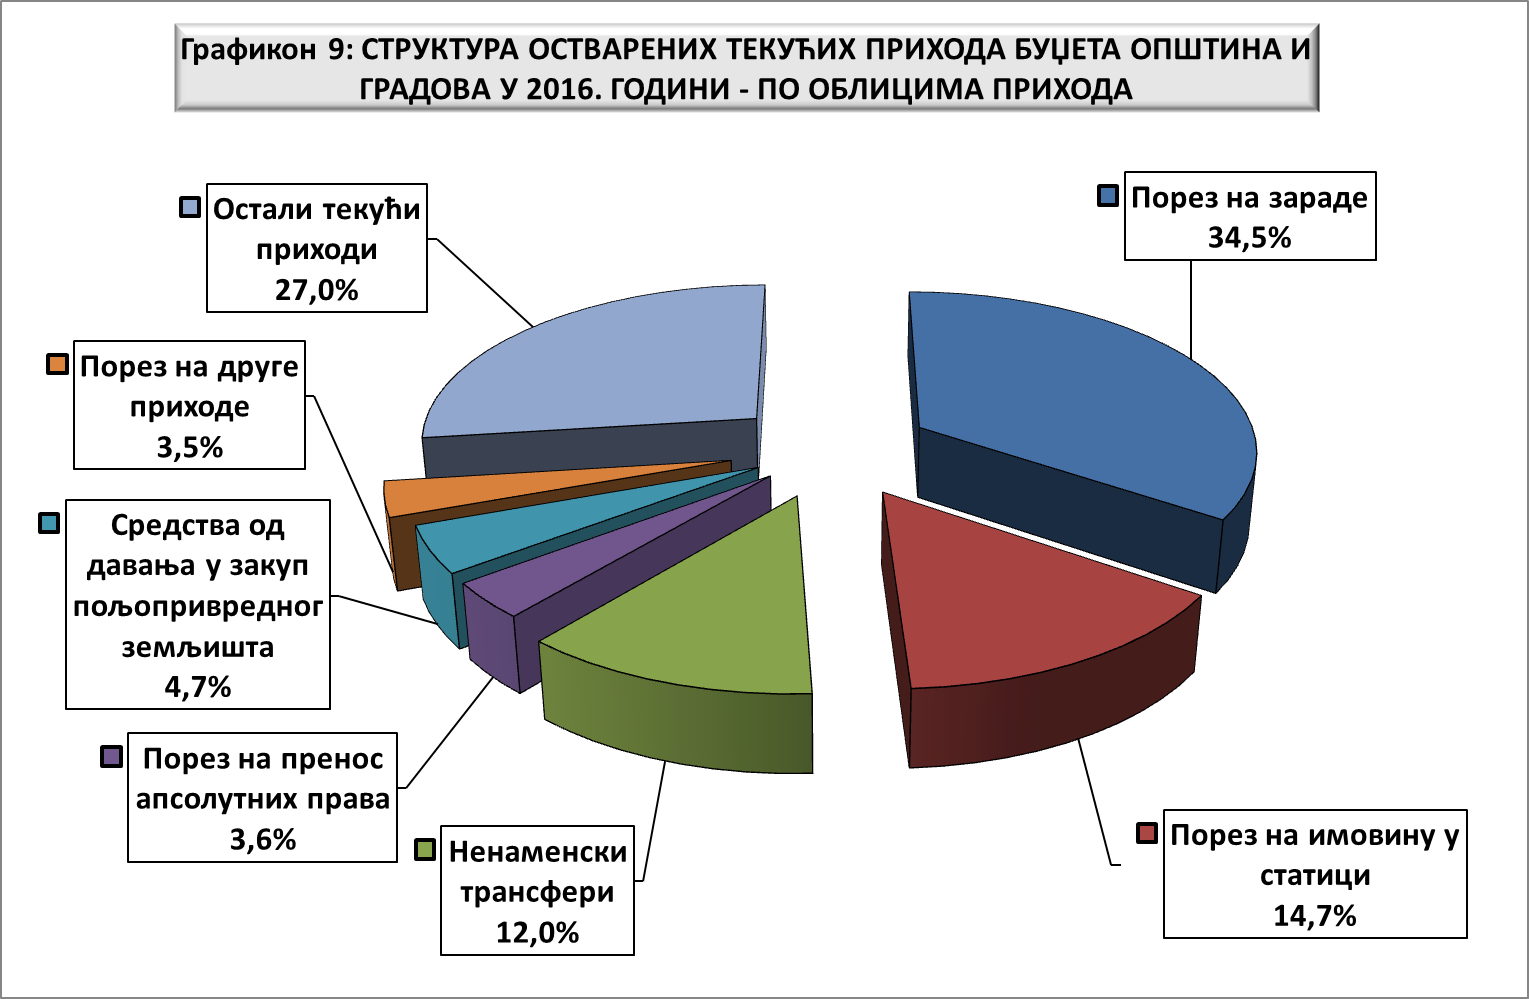 Графикон 9: СТРУКТУРА ОСТВАРЕНИХ ТЕКУЋИХ ПРИХОДА БУЏЕТА ОПШТИНА И
ГРАДОВА У 2016. ГОДИНИ - ПО ОБЛИЦИМА ПРИХОДА
Порез на зараде
34,5%
Остали текући
приходи
27,0%
Порез на друге
приходе
3,5%
Средства од
давања у закуп
пољопривредног
земљишта
4,7%
Порез на пренос
апсолутних права
3,6%
Ненаменски
трансфери
12,0%
Порез на имовину у
статици
14,7%